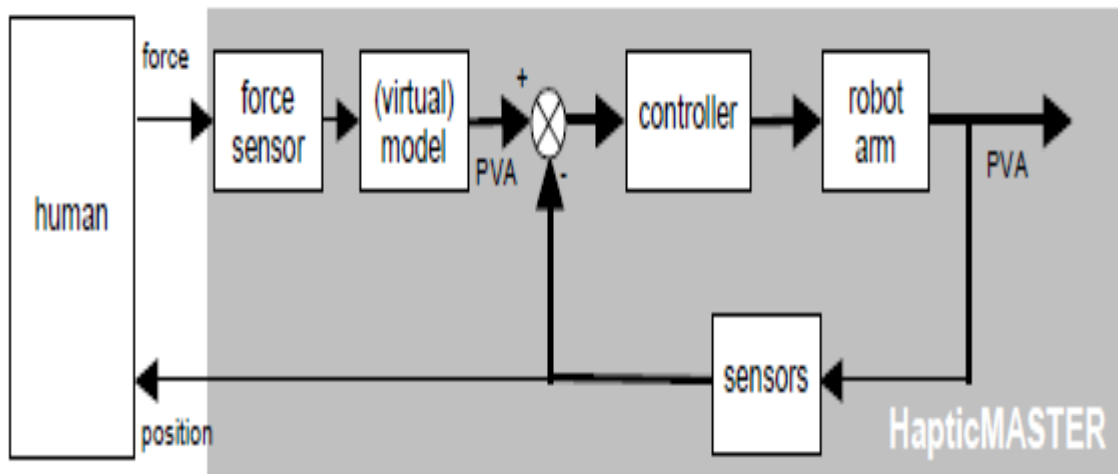 force
force
sensor
(virtual)
model
+
PVA
-
controller
robot
arm
PVA
human
sensors
position
HapticMASTER